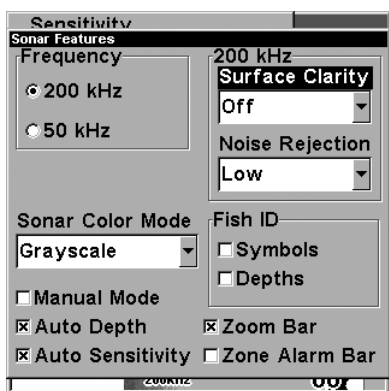 Sensitivity
Sonar Features
Frequency
200 kHz
50 kHz
200 kHz
Surface Clarity
Off
Noise Rejection
Low
Sonar Color Mode
Grayscale
Fish ID
Symbols
Depths
Manual Mode
Auto Depth
Zoom Bar
Auto Sensitivity
Zone Alarm Bar
200kHz